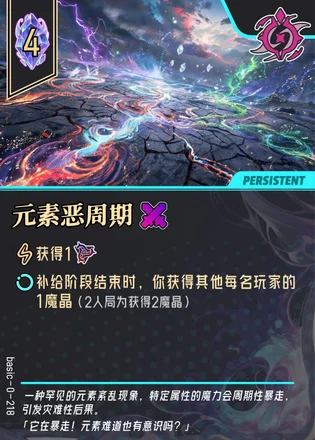 4
PERSISTENT
元素恶周期
获得1
补给阶段结束时，你获得其他每名玩家的
1魔晶（2人局为获得2魔晶）
basic-0-218
一种罕见的元素紊乱现象，特定属性的魔力会周期性暴走，
引发灾难性后果。
「它在暴走！元素难道也有意识吗？」